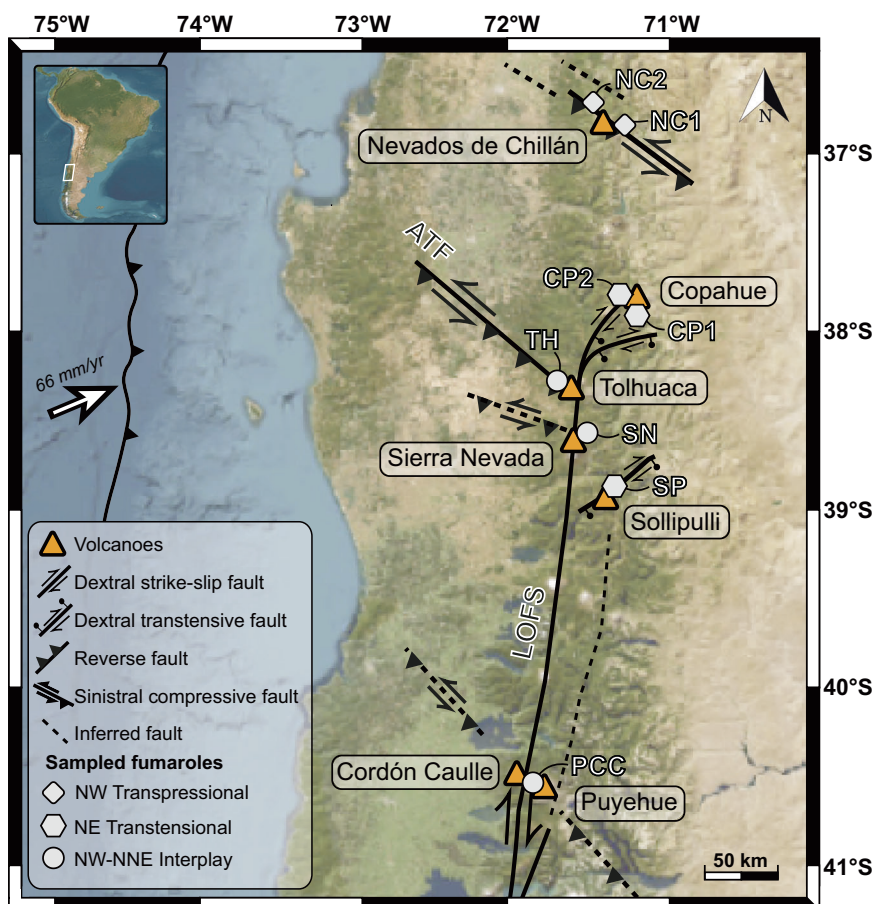 75°W 74°W 73°W 72°W 71°W
NC2
NC1
Nevados de Chillán
N
37°S
ATF
CP2
Copahue
CP1
38°S
TH
66 mm/yr
Tolhuaca
SN
Sierra Nevada
SP
39°S
Sollipulli
LOFS
40°S
Cordón Caulle
PCC
Puyehue
50 km
41°S
Volcanoes
Dextral strike-slip fault
Dextral transtensive fault
Reverse fault
Sinistral compressive fault
Inferred fault
Sampled fumaroles
NW Transpressional
NE Transtensional
NW-NNE Interplay